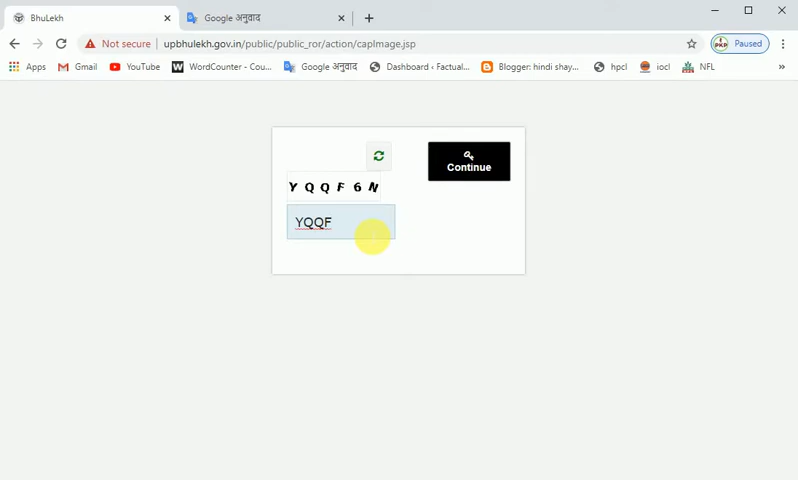 BhuLekh
Google अनुवाद
Not secure
upbhulekh.gov.in/public/public_ror/action/capImage.jsp
Paused
Apps
Gmail
YouTube
WordCounter - Cou...
Google अनुवाद
Dashboard ‹ Factual...
Blogger: hindi shay...
hpcl
iocl
NFL
»
Continue
Y Q Q F 6 N
YQQF